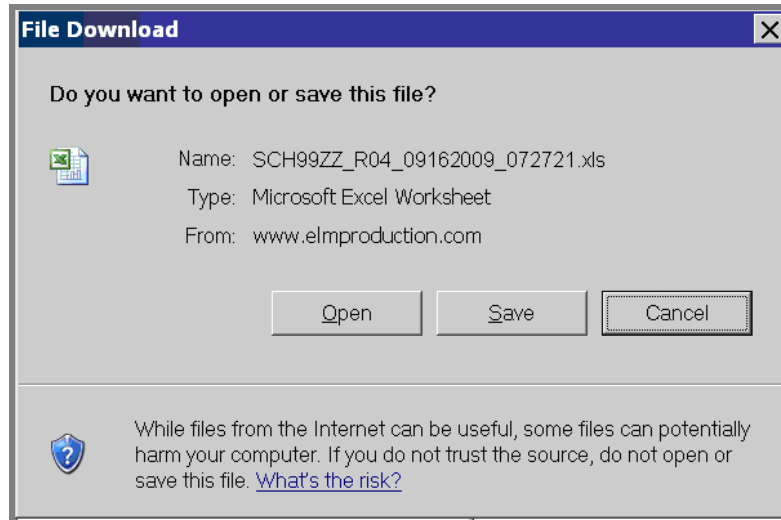 File Download
Do you want to open or save this file?
Name: SCH99ZZ_R04_09162009_072721.xls
Type: Microsoft Excel Worksheet
From: www.elmproduction.com
Open Save Cancel
While files from the Internet can be useful, some files can potentially
harm your computer. If you do not trust the source, do not open or
save this file. What's the risk?